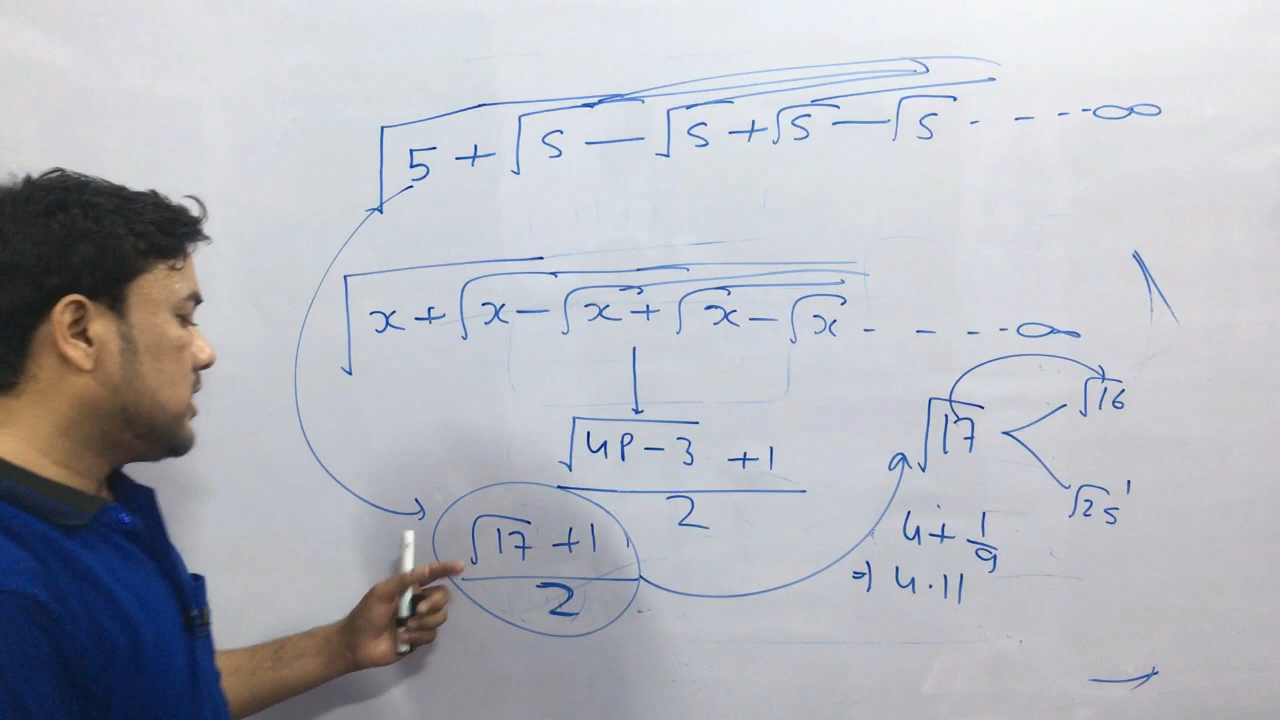 √5 + √5 − √5 + √5 − √5 - - - - ∞
√x + √x − √x + √x − √x - - - - ∞
√4P − 3 + 1
2
√17 + 1
2
√17
√16
√25
4 + 1/9
⇒ 4.11